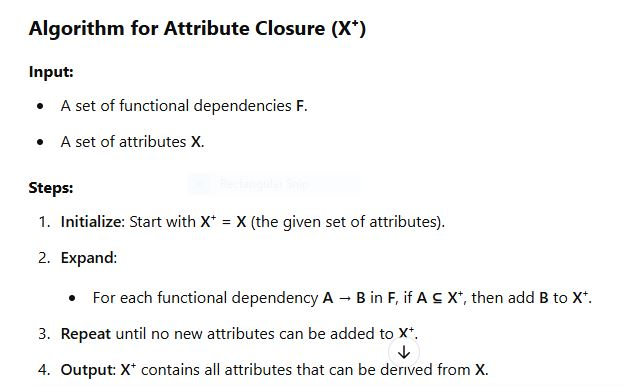 Algorithm for Attribute Closure (X⁺)
Input:
• A set of functional dependencies F.
• A set of attributes X.
Rectangular Snip
Steps:
1. Initialize: Start with X⁺ = X (the given set of attributes).
2. Expand:
• For each functional dependency A → B in F, if A ⊆ X⁺, then add B to X⁺.
3. Repeat until no new attributes can be added to X⁺.
4. Output: X⁺ contains all attributes that can be derived from X.